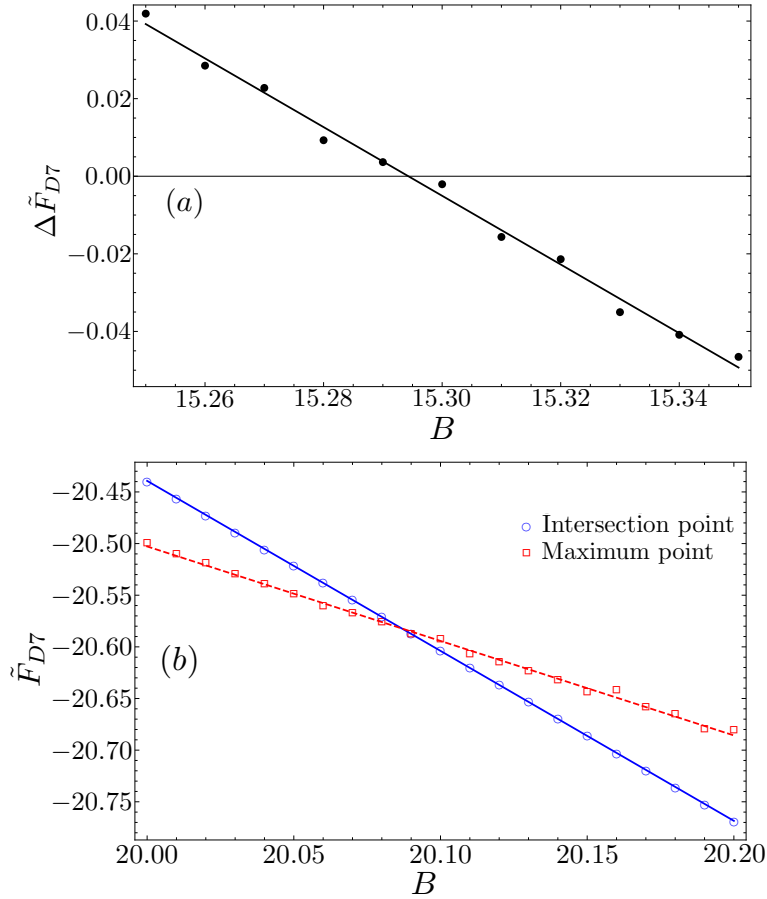 0.04
0.02
0.00
−0.02
−0.04
ΔF̃_{D7}
(a)
15.26 15.28 15.30 15.32 15.34
B
−20.45
−20.50
−20.55
−20.60
−20.65
−20.70
−20.75
F̃_{D7}
Intersection point
Maximum point
(b)
20.00 20.05 20.10 20.15 20.20
B